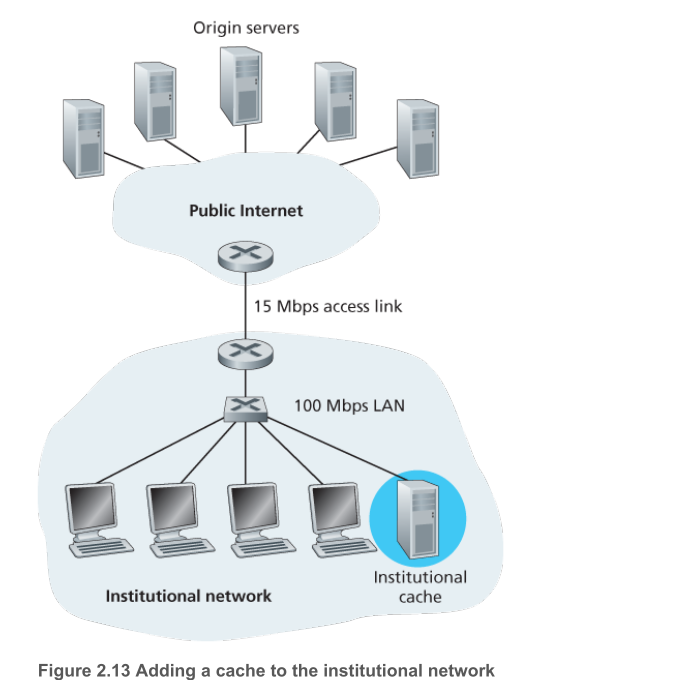 Origin servers
Public Internet
15 Mbps access link
100 Mbps LAN
Institutional
cache
Institutional network
Figure 2.13 Adding a cache to the institutional network